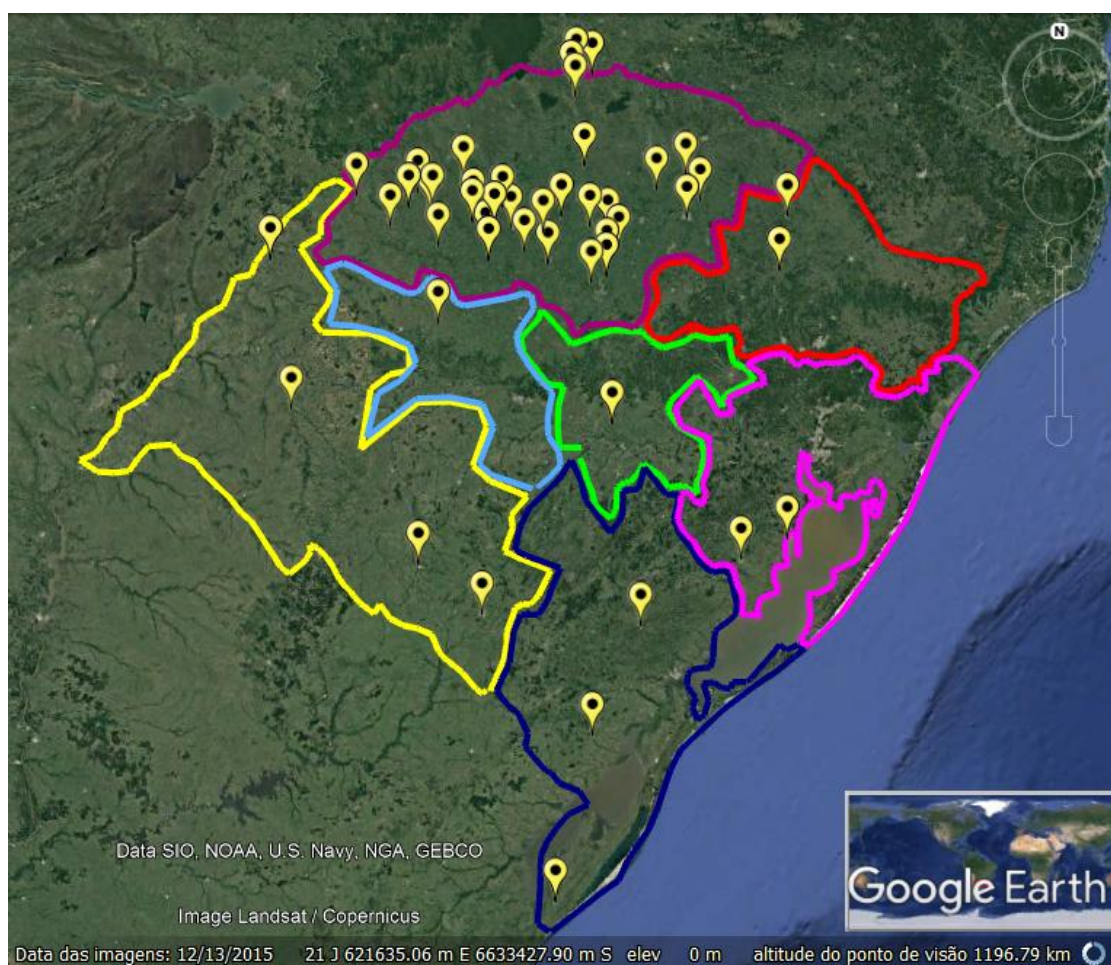 N
Data SIO, NOAA, U.S. Navy, NGA, GEBCO
Image Landsat / Copernicus
Google Earth
Data das imagens: 12/13/2015 21 J 621635.06 m E 6633427.90 m S elev 0 m altitude do ponto de visão 1196.79 km